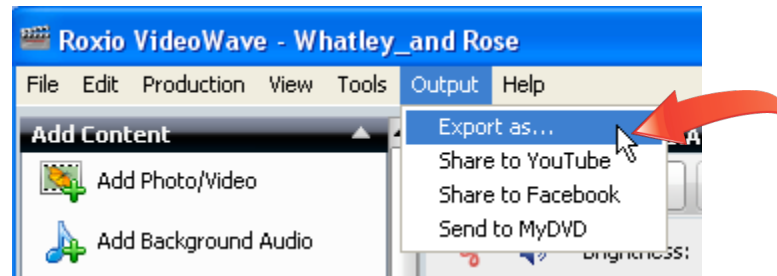 Roxio VideoWave - Whatley_and Rose
File Edit Production View Tools Output Help
Add Content
Export as...
Add Photo/Video
Share to YouTube
Share to Facebook
Add Background Audio
Send to MyDVD